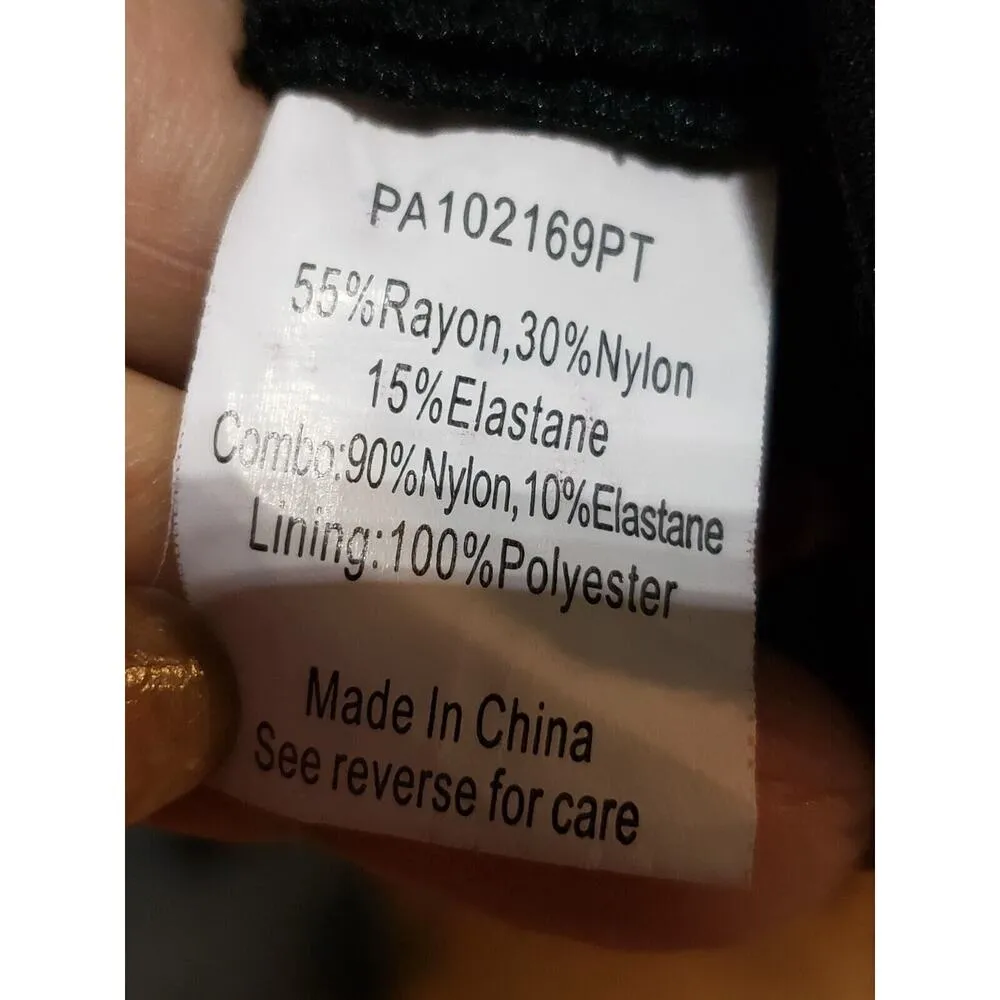 PA102169PT
55%Rayon,30%Nylon
15%Elastane
Combo:90%Nylon,10%Elastane
Lining:100%Polyester
Made In China
See reverse for care